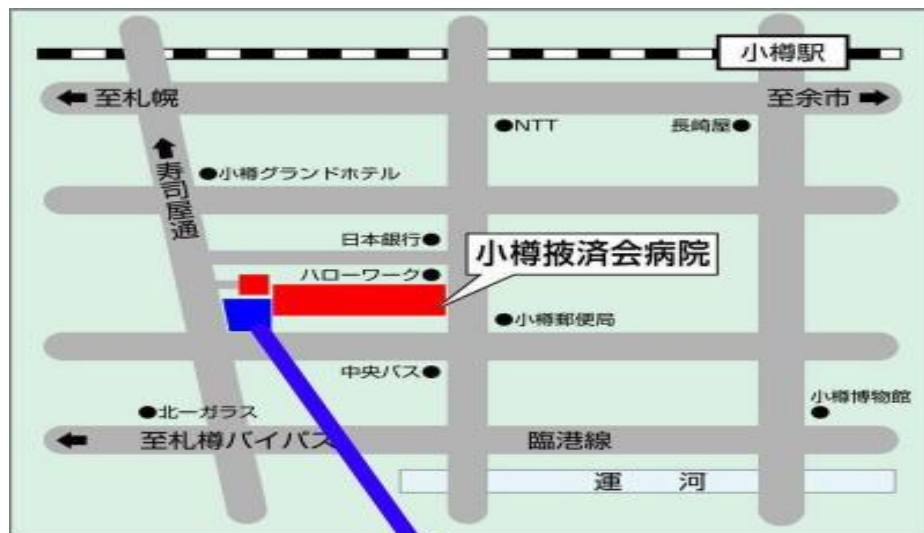 小樽駅
至札幌
至余市
NTT
長崎屋
寿司屋通
小樽グランドホテル
日本銀行
小樽掖済会病院
ハローワーク
小樽郵便局
中央バス
小樽博物館
北一ガラス
至札樽バイパス
臨港線
運河